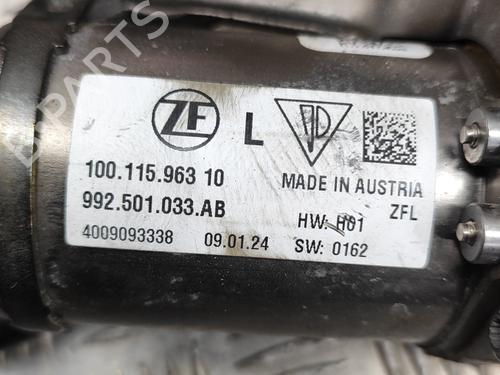 ZF L PD
100.115.963 10
MADE IN AUSTRIA
992.501.033.AB
HW: H01 ZFL
4009093338 09.01.24 SW: 0162